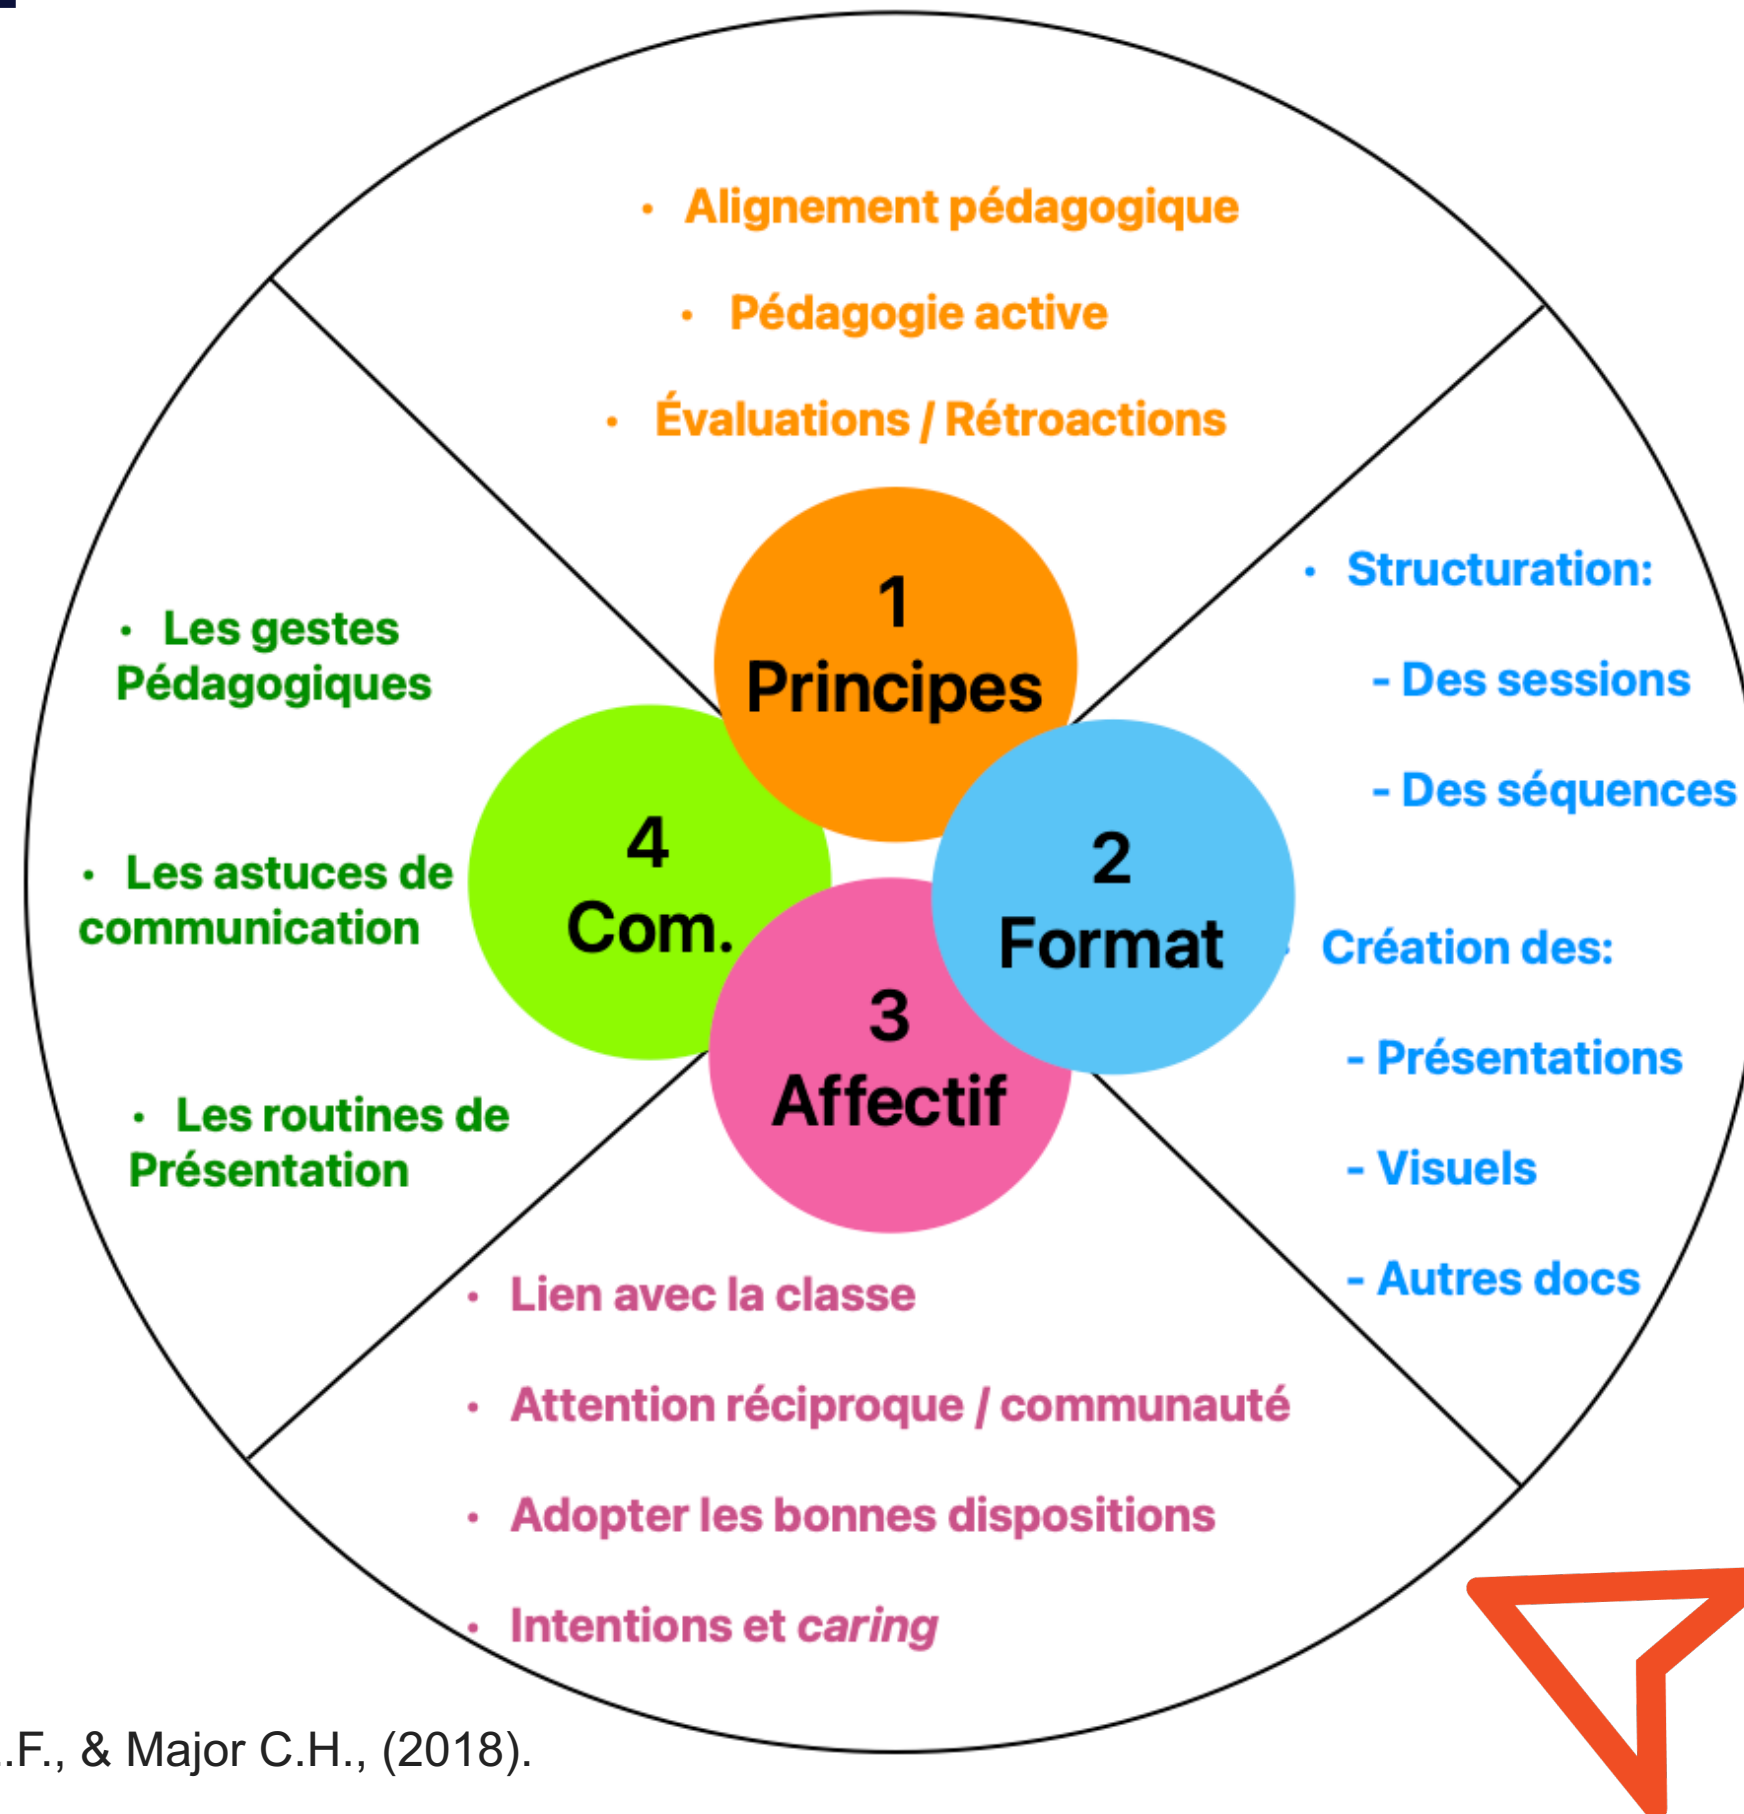 • Alignement pédagogique
• Pédagogie active
• Évaluations / Rétroactions
1
Principes
• Structuration:
- Des sessions
- Des séquences
2
Format
• Création des:
- Présentations
- Visuels
- Autres docs
3
Affectif
• Lien avec la classe
• Attention réciproque / communauté
• Adopter les bonnes dispositions
• Intentions et caring
4
Com.
• Les gestes
Pédagogiques
• Les astuces de
communication
• Les routines de
Présentation
.F., & Major C.H., (2018).